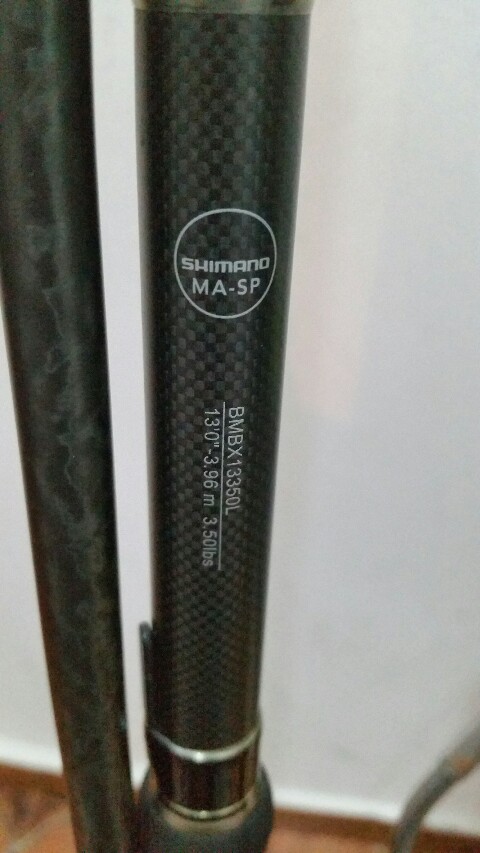 SHIMANO
MA-SP
BMBX13350L
13'0"-3.96 m 3.50lbs